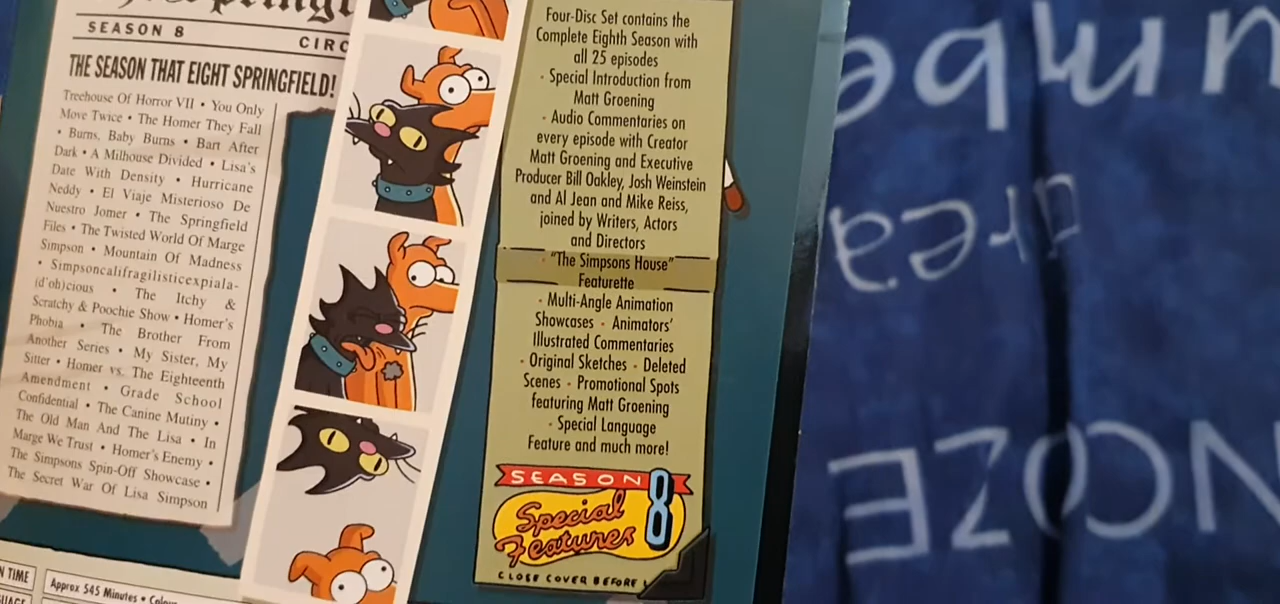 SEASON 8
CIRC
THE SEASON THAT EIGHT SPRINGFIELD!
Treehouse Of Horror VII • You Only
Move Twice • The Homer They Fall
• Burns, Baby Burns • Bart After
Dark • A Milhouse Divided • Lisa's
Date With Density • Hurricane
Neddy • El Viaje Misterioso De
Nuestro Jomer • The Springfield
Files • The Twisted World Of Marge
Simpson • Mountain Of Madness
• Simpsoncalifragilisticexpiala-
(d'oh)cious • The Itchy &
Scratchy & Poochie Show • Homer's
Phobia • The Brother From
Another Series • My Sister, My
Sitter • Homer vs. The Eighteenth
Amendment • Grade School
Confidential • The Canine Mutiny •
The Old Man And The Lisa • In
Marge We Trust • Homer's Enemy •
The Simpsons Spin-Off Showcase •
The Secret War Of Lisa Simpson
N TIME
Approx 545 Minutes • Colou
Four-Disc Set contains the
Complete Eighth Season with
all 25 episodes
• Special Introduction from
Matt Groening
• Audio Commentaries on
every episode with Creator
Matt Groening and Executive
Producer Bill Oakley, Josh Weinstein
and Al Jean and Mike Reiss,
joined by Writers, Actors
and Directors
• "The Simpsons House"
Featurette
• Multi-Angle Animation
Showcases • Animators'
Illustrated Commentaries
• Original Sketches • Deleted
Scenes • Promotional Spots
featuring Matt Groening
• Special Language
Feature and much more!
SEASON 8
Special
Features
CLOSE COVER BEFORE